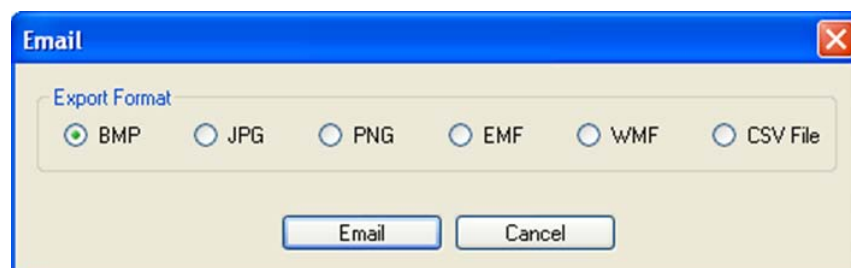 Email
Export Format
BMP JPG PNG EMF WMF CSV File
Email Cancel